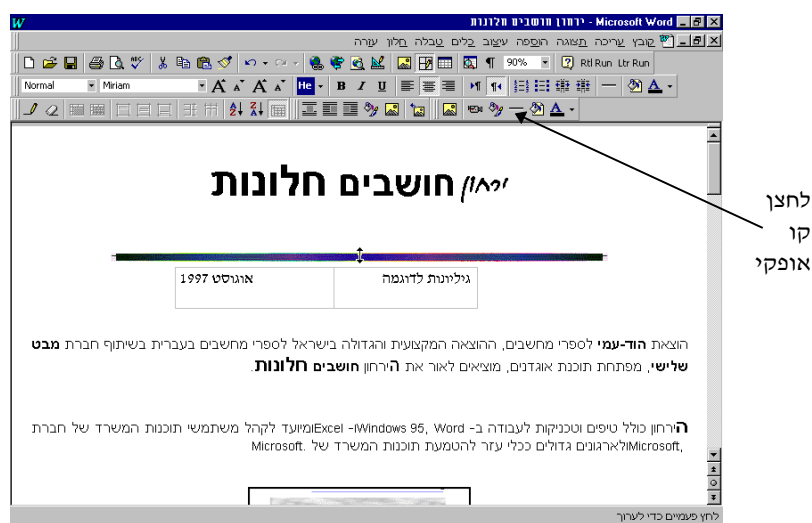 ירחון חושבים חלונות - Microsoft Word
קובץ עריכה תצוגה הוספה עיצוב כלים טבלה חלון עזרה
90% Rtl Run Ltr Run
Normal Miriam He B I U
ירחון חושבים חלונות
גיליונות לדוגמה אוגוסט 1997
הוצאת הוד-עמי לספרי מחשבים, ההוצאה המקצועית והגדולה בישראל לספרי מחשבים בעברית בשיתוף חברת מבט
שלישי, מפתחת תוכנת אוגדנים, מוציאים לאור את הירחון חושבים חלונות.
הירחון כולל טיפים וטכניקות לעבודה ב- Windows 95, Word ו- Excel ומיועד לקהל משתמשי תוכנות המשרד של חברת
Microsoft, ולארגונים גדולים ככלי עזר להטמעת תוכנות המשרד של Microsoft.
לחץ פעמיים כדי לערוך
לחצן
קו
אופקי